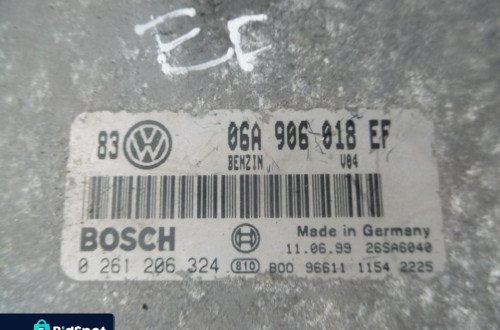 EF
83 06A 906 018 EF
BENZIN V04
BOSCH Made in Germany
11.06.99 26SA6040
0 261 206 324 B10 B00 96611 1154 2225
BidSpot